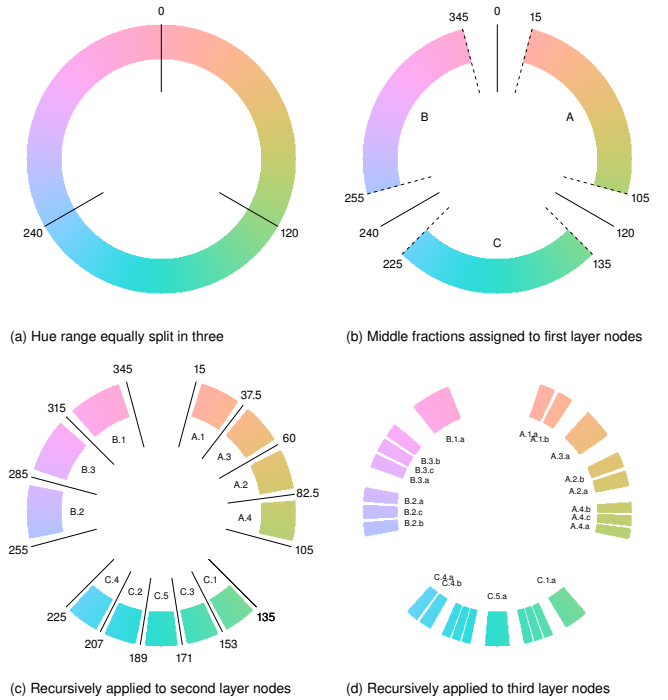 0
120
240
(a) Hue range equally split in three
345
0
15
B
A
255
105
240
120
225
C
135
(b) Middle fractions assigned to first layer nodes
345
15
315
37.5
B.1
A.1
60
B.3
A.3
285
A.2
82.5
B.2
A.4
255
105
C.4
C.1
C.2
C.3
C.5
225
135
207
153
189
171
(c) Recursively applied to second layer nodes
B.1.a
A.1.a
A.1.b
A.3.a
B.3.b
B.3.c
B.3.a
A.2.b
A.2.a
B.2.a
B.2.c
B.2.b
A.4.b
A.4.c
A.4.a
C.4.a
C.4.b
C.5.a
C.1.a
(d) Recursively applied to third layer nodes